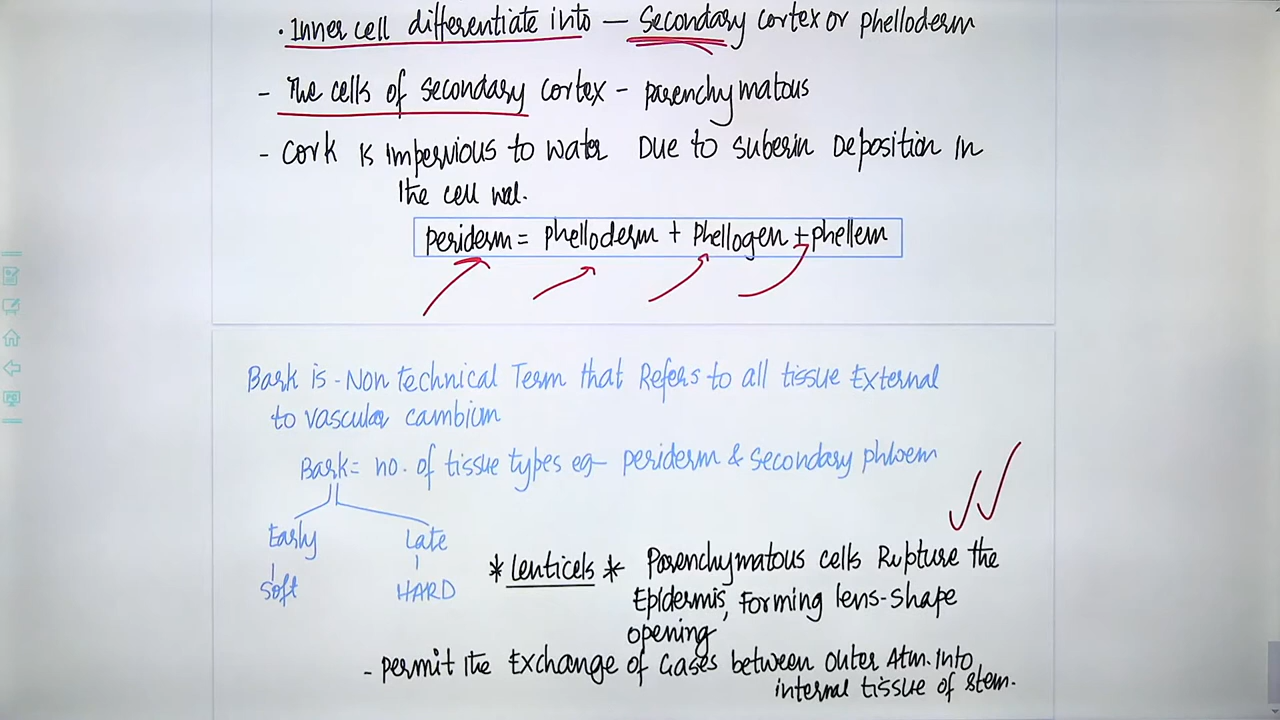 · Inner cell differentiate into — Secondary cortex or phelloderm
- The cells of secondary cortex - parenchymatous
- Cork is impervious to water Due to suberin Deposition in
the cell wal.
periderm = phelloderm + phellogen + phellem
Bark is - Non technical Term that Refers to all tissue External
to vascular cambium
Bark = no. of tissue types eg- periderm & secondary phloem
Early Late
Soft HARD
* Lenticels * Parenchymatous cells Rupture the
Epidermis, Forming lens-shape
opening
- permit the Exchange of Gases between outer Atm. into
internal tissue of stem.